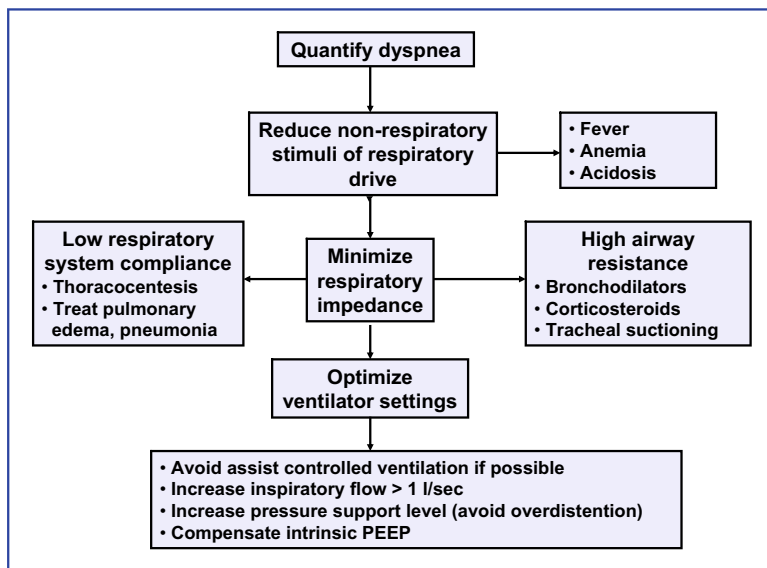 Quantify dyspnea
Reduce non-respiratory
stimuli of respiratory
drive
• Fever
• Anemia
• Acidosis
Low respiratory
system compliance
• Thoracocentesis
• Treat pulmonary
edema, pneumonia
Minimize
respiratory
impedance
High airway
resistance
• Bronchodilators
• Corticosteroids
• Tracheal suctioning
Optimize
ventilator settings
• Avoid assist controlled ventilation if possible
• Increase inspiratory flow > 1 l/sec
• Increase pressure support level (avoid overdistention)
• Compensate intrinsic PEEP